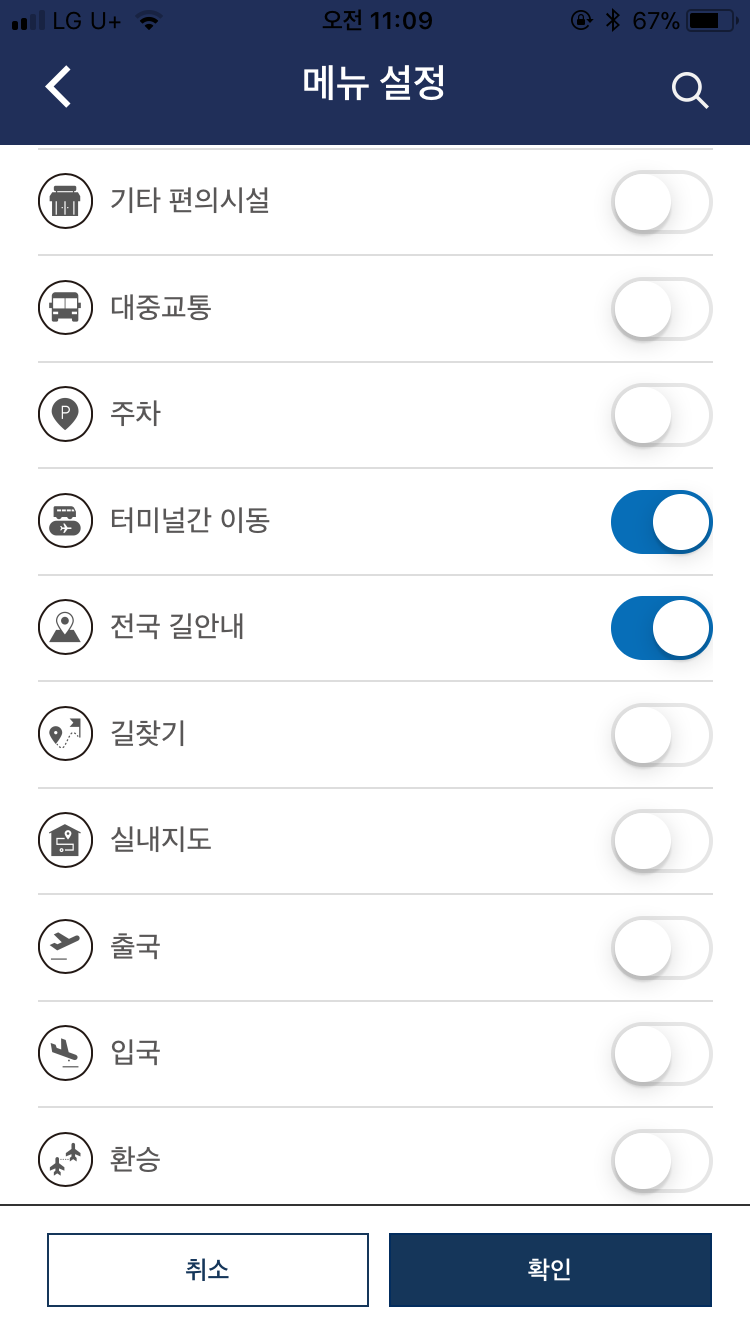 LG U+ 오전 11:09 67%
메뉴 설정
기타 편의시설
대중교통
P 주차
터미널간 이동
전국 길안내
길찾기
실내지도
출국
입국
환승
취소 확인